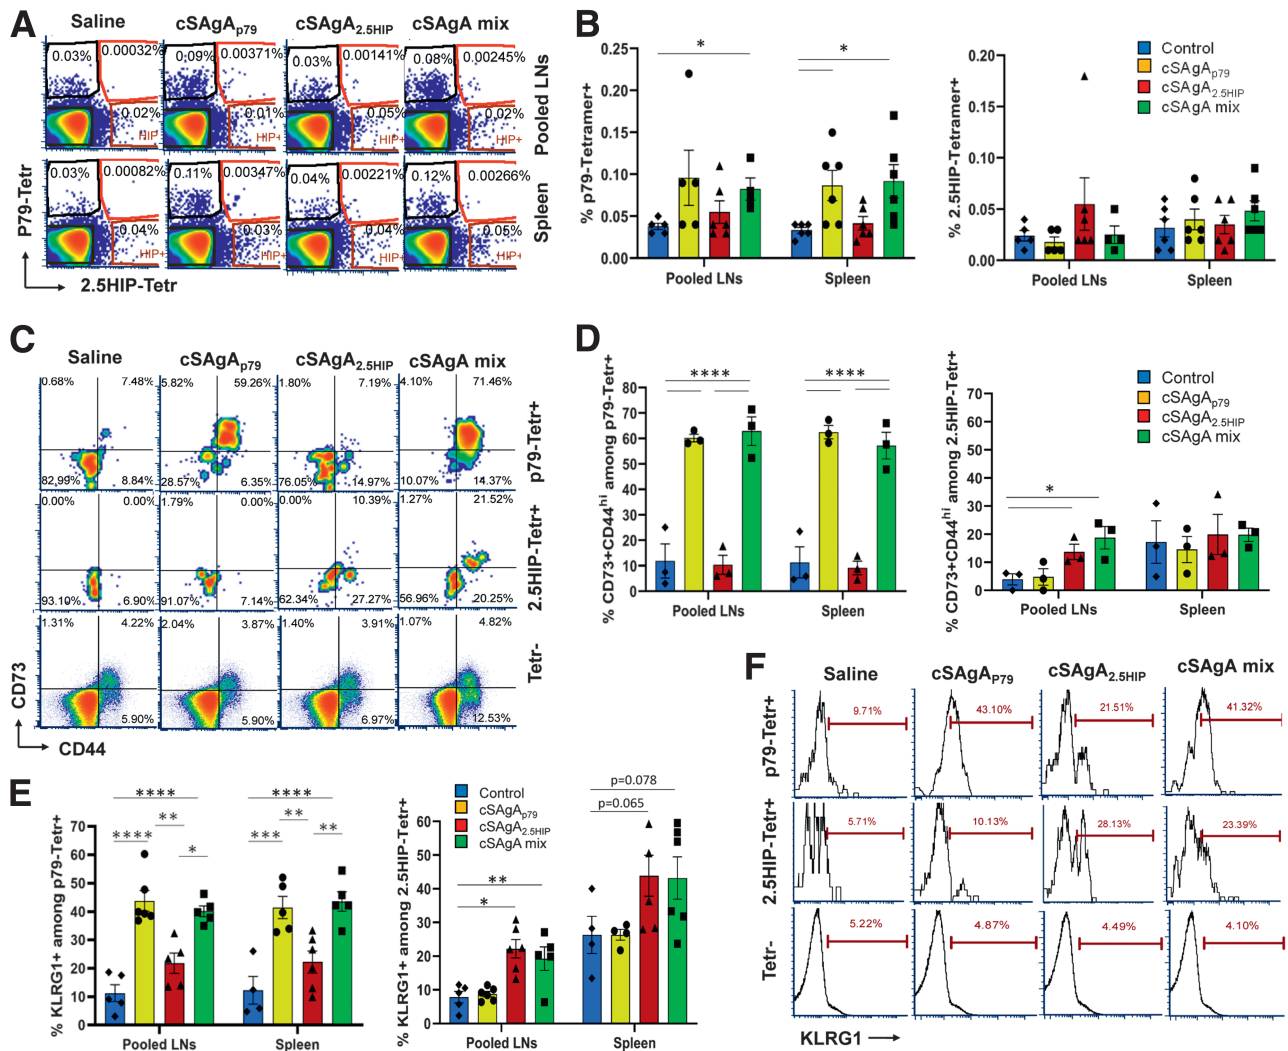 A
Saline
cSAgAp79
cSAgA2.5HIP
cSAgA mix
0.03%
0.00032%
0.09%
0.00371%
0.03%
0.00141%
0.08%
0.00245%
0.02%
0.01%
0.05%
0.02%
HIP+
HIP+
HIP+
HIP+
Pooled LNs
0.03%
0.00082%
0.11%
0.00347%
0.04%
0.00221%
0.12%
0.00266%
0.04%
0.03%
0.04%
0.05%
HIP+
HIP+
HIP+
HIP+
Spleen
P79-Tetr
2.5HIP-Tetr
B
% p79-Tetramer+
0.25
0.20
0.15
0.10
0.05
0.00
*
*
Pooled LNs
Spleen
% 2.5HIP-Tetramer+
0.20
0.15
0.10
0.05
0.00
Pooled LNs
Spleen
Control
cSAgAp79
cSAgA2.5HIP
cSAgA mix
C
Saline
cSAgAp79
cSAgA2.5HIP
cSAgA mix
0.68%
7.48%
5.82%
59.26%
1.80%
7.19%
4.10%
71.46%
82.99%
8.84%
28.57%
6.35%
76.05%
14.97%
10.07%
14.37%
p79-Tetr+
0.00%
0.00%
1.79%
0.00%
0.00%
10.39%
1.27%
21.52%
93.10%
6.90%
91.07%
7.14%
62.34%
27.27%
56.96%
20.25%
2.5HIP-Tetr+
1.31%
4.22%
2.04%
3.87%
1.40%
3.91%
1.07%
4.82%
5.90%
5.90%
6.97%
12.53%
Tetr-
CD73
CD44
D
% CD73+CD44hi among p79-Tetr+
80
70
60
50
40
30
20
10
0
****
****
Pooled LNs
Spleen
% CD73+CD44hi among 2.5HIP-Tetr+
70
60
50
40
30
20
10
0
*
Pooled LNs
Spleen
Control
cSAgAp79
cSAgA2.5HIP
cSAgA mix
E
% KLRG1+ among p79-Tetr+
70
60
50
40
30
20
10
0
****
**
****
*
****
**
***
**
Pooled LNs
Spleen
Control
cSAgAp79
cSAgA2.5HIP
cSAgA mix
% KLRG1+ among 2.5HIP-Tetr+
60
50
40
30
20
10
0
**
*
p=0.078
p=0.065
Pooled LNs
Spleen
F
Saline
cSAgAP79
cSAgA2.5HIP
cSAgA mix
p79-Tetr+
9.71%
43.10%
21.51%
41.32%
2.5HIP-Tetr+
5.71%
10.13%
28.13%
23.39%
Tetr-
5.22%
4.87%
4.49%
4.10%
KLRG1